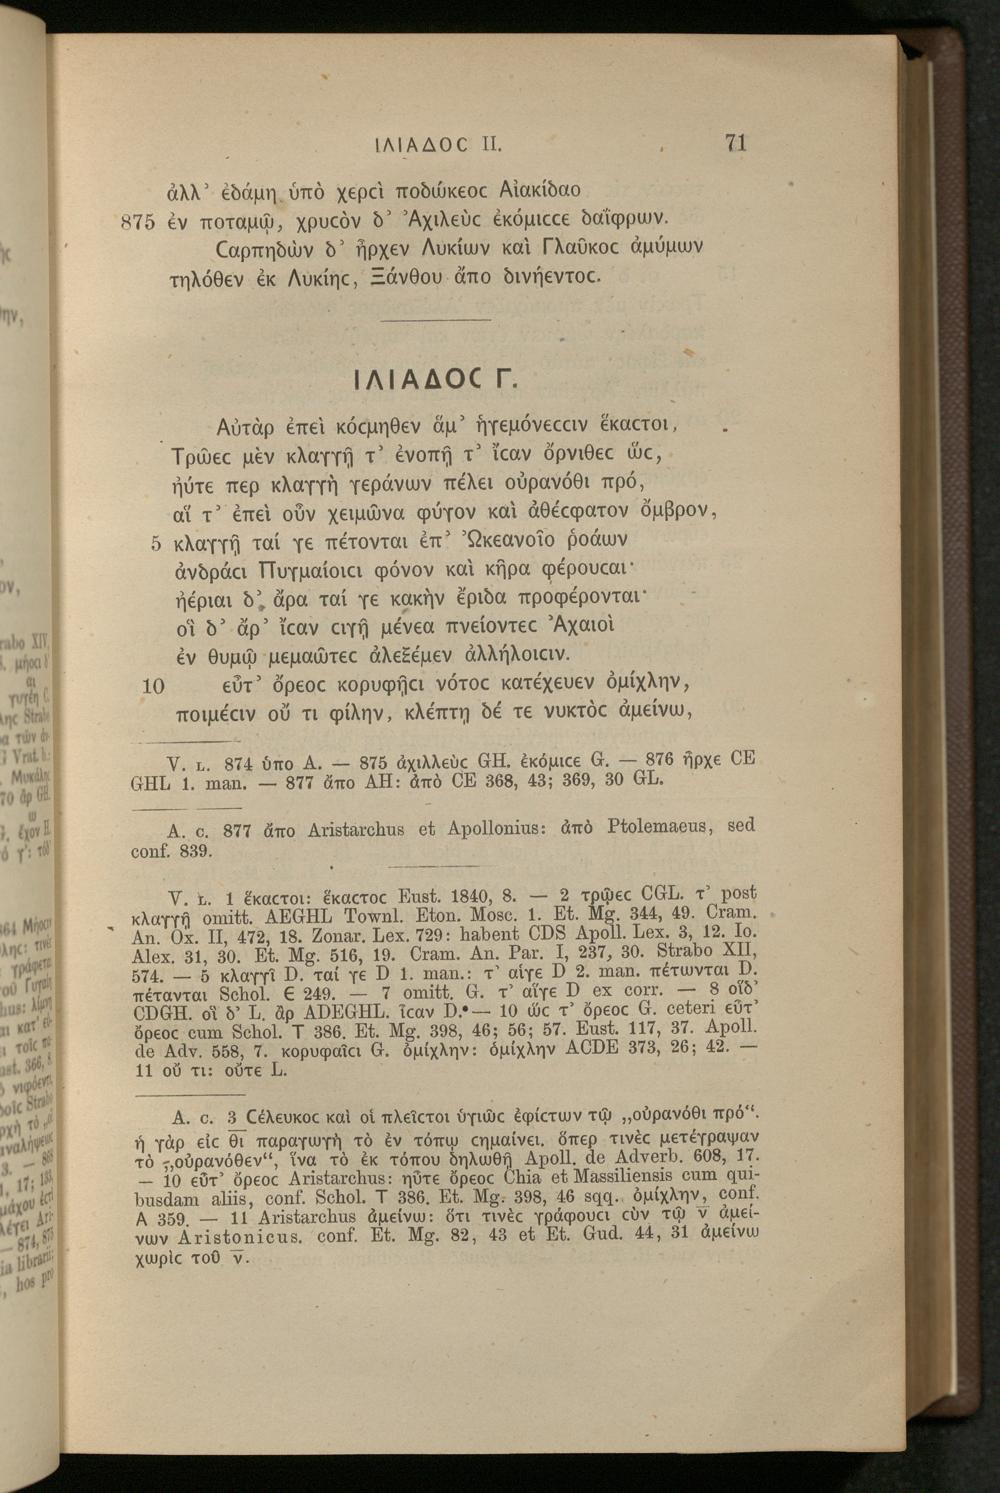 ΙΛΙΑΔΟϹ II. 71
ἀλλ᾽ ἐδάμη ὑπὸ χερϲὶ ποδώκεοϲ Αἰακίδαο
875 ἐν ποταμῷ, χρυϲὸν δ᾽ Ἀχιλεὺϲ ἐκόμιϲϲε δαΐφρων.
Ϲαρπηδὼν δ᾽ ἦρχεν Λυκίων καὶ Γλαῦκοϲ ἀμύμων
τηλόθεν ἐκ Λυκίηϲ, Ξάνθου ἄπο δινήεντοϲ.
ΙΛΙΑΔΟϹ Γ.
Αὐτὰρ ἐπεὶ κόϲμηθεν ἅμ᾽ ἡγεμόνεϲϲιν ἕκαϲτοι,
Τρῶεϲ μὲν κλαγγῇ τ᾽ ἐνοπῇ τ᾽ ἴϲαν ὄρνιθεϲ ὥϲ,
ἠύτε περ κλαγγὴ γεράνων πέλει οὐρανόθι πρό,
αἵ τ᾽ ἐπεὶ οὖν χειμῶνα φύγον καὶ ἀθέϲφατον ὄμβρον,
5 κλαγγῇ ταί γε πέτονται ἐπ᾽ Ὠκεανοῖο ῥοάων
ἀνδράϲι Πυγμαίοιϲι φόνον καὶ κῆρα φέρουϲαι·
ἠέριαι δ᾽ ἄρα ταί γε κακὴν ἔριδα προφέρονται·
οἳ δ᾽ ἄρ᾽ ἴϲαν ϲιγῇ μένεα πνείοντεϲ Ἀχαιοὶ
ἐν θυμῷ μεμαῶτεϲ ἀλεξέμεν ἀλλήλοιϲιν.
10 εὖτ᾽ ὄρεοϲ κορυφῇϲι νότοϲ κατέχευεν ὀμίχλην,
ποιμέϲιν οὔ τι φίλην, κλέπτῃ δέ τε νυκτὸϲ ἀμείνω,
V. L. 874 ὑπο A. — 875 ἀχιλλεὺϲ GH. ἐκόμιϲε G. — 876 ἦρχε CE
GHL 1. man. — 877 ἄπο AH: ἀπὸ CE 368, 43; 369, 30 GL.
A. C. 877 ἄπο Aristarchus et Apollonius: ἀπὸ Ptolemaeus, sed
conf. 839.
V. L. 1 ἕκαϲτοι: ἕκαϲτοϲ Eust. 1840, 8. — 2 τρῷεϲ CGL. τ᾽ post
κλαγγῇ omitt. AEGHL Townl. Eton. Mosc. 1. Et. Mg. 344, 49. Cram.
An. Ox. II, 472, 18. Zonar. Lex. 729: habent CDS Apoll. Lex. 3, 12. Io.
Alex. 31, 30. Et. Mg. 516, 19. Cram. An. Par. I, 237, 30. Strabo XII,
574. — 5 κλαγγῖ D. ταί γε D 1. man.: τ᾽ αἵγε D 2. man. πέτωνται D.
πέτανται Schol. Ε 249. — 7 omitt. G. τ᾽ αἵγε D ex corr. — 8 οἵδ᾽
CDGH. οἳ δ᾽ L. ἂρ ADEGHL. ἶϲαν D. — 10 ὥϲ τ᾽ ὄρεοϲ G. ceteri εὖτ᾽
ὄρεοϲ cum Schol. Τ 386. Et. Mg. 398, 46; 56; 57. Eust. 117, 37. Apoll.
de Adv. 558, 7. κορυφαῖϲι G. ὀμίχλην: ὁμίχλην ACDE 373, 26; 42. —
11 οὔ τι: οὔτε L.
A. C. 3 Ϲέλευκοϲ καὶ οἱ πλεῖϲτοι ὑγιῶϲ ἐφίϲτων τῷ „οὐρανόθι πρό“.
ἡ γὰρ εἰϲ θι παραγωγὴ τὸ ἐν τόπῳ ϲημαίνει. ὅπερ τινὲϲ μετέγραψαν
τὸ „οὐρανόθεν“, ἵνα τὸ ἐκ τόπου δηλωθῇ Apoll. de Adverb. 608, 17.
— 10 εὖτ᾽ ὄρεοϲ Aristarchus: ηὖτε ὄρεοϲ Chia et Massiliensis cum qui-
busdam aliis, conf. Schol. Τ 386. Et. Mg. 398, 46 sqq. ὀμίχλην, conf.
Α 359. — 11 Aristarchus ἀμείνω: ὅτι τινὲϲ γράφουϲι ϲὺν τῷ ν ἀμεί-
νων Aristonicus. conf. Et. Mg. 82, 43 et Et. Gud. 44, 31 ἀμείνω
χωρὶϲ τοῦ ν.